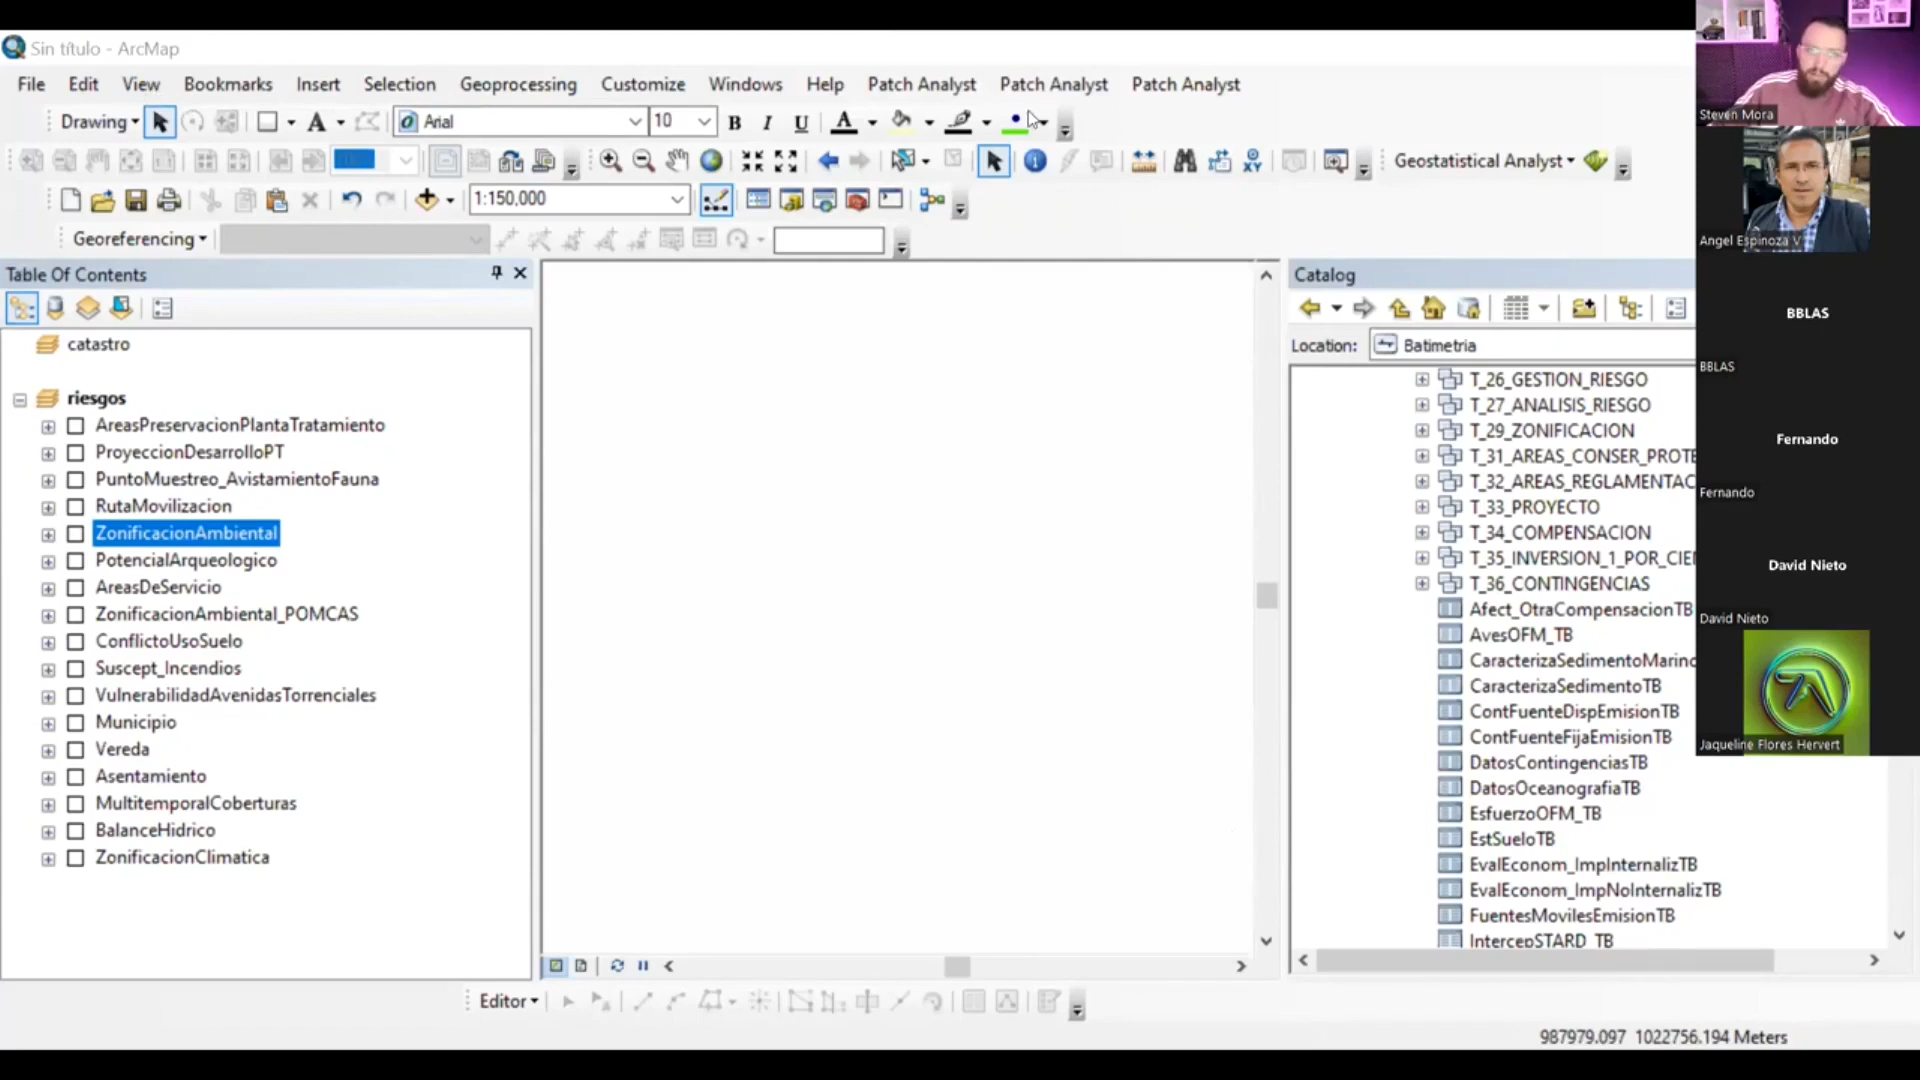 Sin título - ArcMap
File Edit View Bookmarks Insert Selection Geoprocessing Customize Windows Help Patch Analyst Patch Analyst Patch Analyst
Drawing A Arial 10 B I U A
Geostatistical Analyst
1:150,000
Georeferencing
Table Of Contents
catastro
riesgos
AreasPreservacionPlantaTratamiento
ProyeccionDesarrolloPT
PuntoMuestreo_AvistamientoFauna
RutaMovilizacion
ZonificacionAmbiental
PotencialArqueologico
AreasDeServicio
ZonificacionAmbiental_POMCAS
ConflictoUsoSuelo
Suscept_Incendios
VulnerabilidadAvenidasTorrenciales
Municipio
Vereda
Asentamiento
MultitemporalCoberturas
BalanceHidrico
ZonificacionClimatica
Catalog
Location: Batimetria
T_26_GESTION_RIESGO
T_27_ANALISIS_RIESGO
T_29_ZONIFICACION
T_31_AREAS_CONSER_PROTE
T_32_AREAS_REGLAMENTAC
T_33_PROYECTO
T_34_COMPENSACION
T_35_INVERSION_1_POR_CIE
T_36_CONTINGENCIAS
Afect_OtraCompensacionTB
AvesOFM_TB
CaracterizaSedimentoMarino
CaracterizaSedimentoTB
ContFuenteDispEmisionTB
ContFuenteFijaEmisionTB
DatosContingenciasTB
DatosOceanografiaTB
EsfuerzoOFM_TB
EstSueloTB
EvalEconom_ImpInternalizTB
EvalEconom_ImpNoInternalizTB
FuentesMovilesEmisionTB
IntercepSTARD_TB
Editor
987979.097 1022756.194 Meters
Steven Mora
Angel Espinoza V
BBLAS
BBLAS
Fernando
Fernando
David Nieto
David Nieto
Jaqueline Flores Hervert